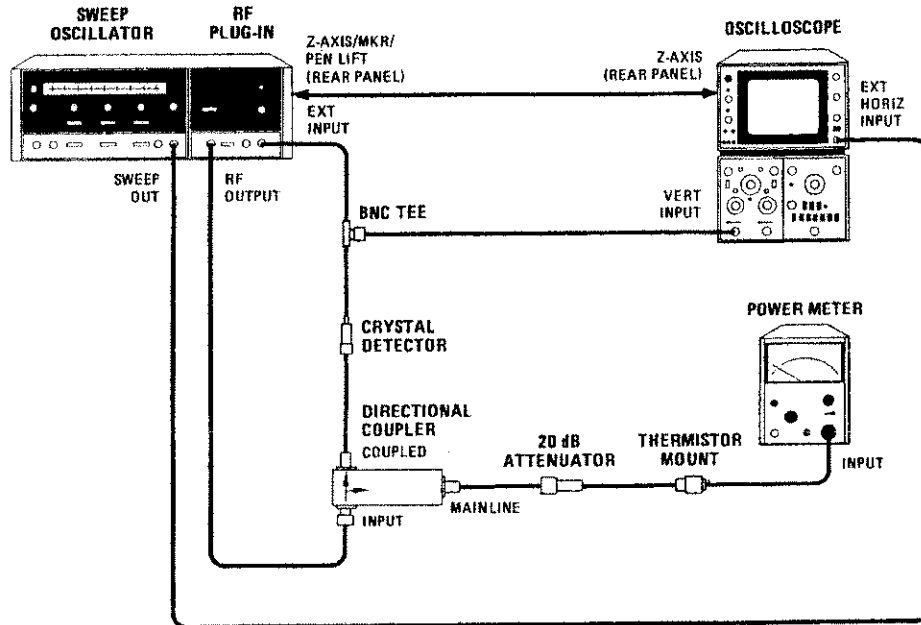 SWEEP
OSCILLATOR
RF
PLUG-IN
Z-AXIS/MKR/
PEN LIFT
(REAR PANEL)
Z-AXIS
(REAR PANEL)
OSCILLOSCOPE
EXT
HORIZ
INPUT
EXT
INPUT
SWEEP
OUT
RF
OUTPUT
BNC TEE
VERT
INPUT
CRYSTAL
DETECTOR
POWER METER
DIRECTIONAL
COUPLER
COUPLED
20 dB
ATTENUATOR
THERMISTOR
MOUNT
INPUT
MAINLINE
INPUT